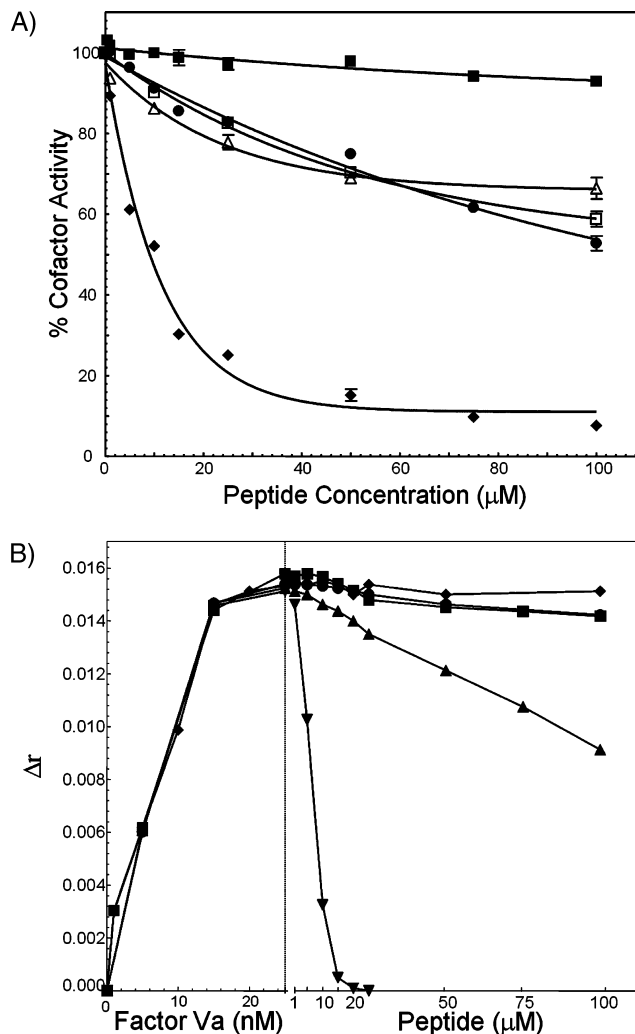 A)
% Cofactor Activity
100
80
60
40
20
0
0 20 40 60 80 100
Peptide Concentration (μM)
B)
Δr
0.016
0.014
0.012
0.010
0.008
0.006
0.004
0.002
0.000
0 10 20 1 10 20 50 75 100
Factor Va (nM) Peptide (μM)